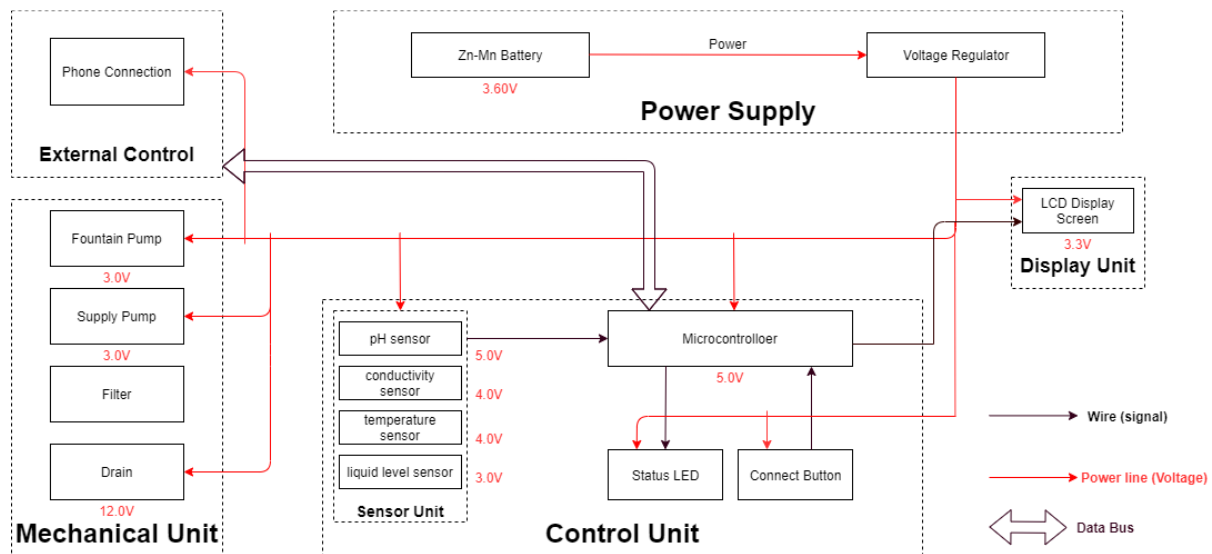 Phone Connection
External Control
Zn-Mn Battery
3.60V
Power
Voltage Regulator
Power Supply
LCD Display
Screen
3.3V
Display Unit
Fountain Pump
3.0V
Supply Pump
3.0V
Filter
Drain
12.0V
Mechanical Unit
pH sensor
5.0V
conductivity
sensor
4.0V
temperature
sensor
4.0V
liquid level sensor
3.0V
Sensor Unit
Microcontrolloer
5.0V
Status LED
Connect Button
Control Unit
Wire (signal)
Power line (Voltage)
Data Bus